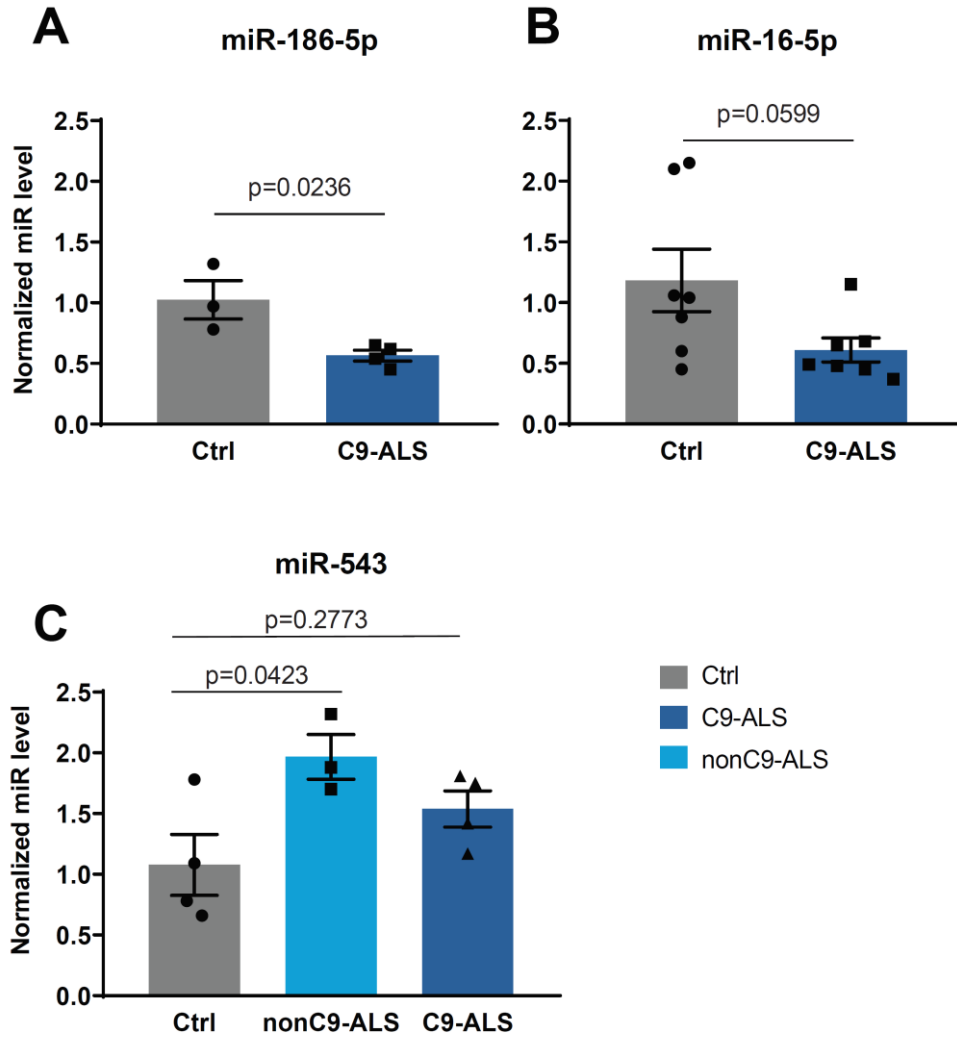 A
miR-186-5p
Normalized miR level
2.5
2.0
1.5
1.0
0.5
0.0
p=0.0236
Ctrl
C9-ALS
B
miR-16-5p
2.5
2.0
1.5
1.0
0.5
0.0
p=0.0599
Ctrl
C9-ALS
C
miR-543
p=0.2773
p=0.0423
Normalized miR level
2.5
2.0
1.5
1.0
0.5
0.0
Ctrl
nonC9-ALS
C9-ALS
Ctrl
C9-ALS
nonC9-ALS